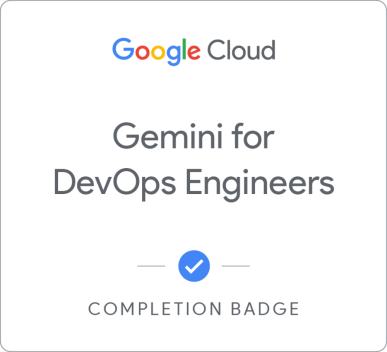 Google Cloud
Gemini for
DevOps Engineers
COMPLETION BADGE